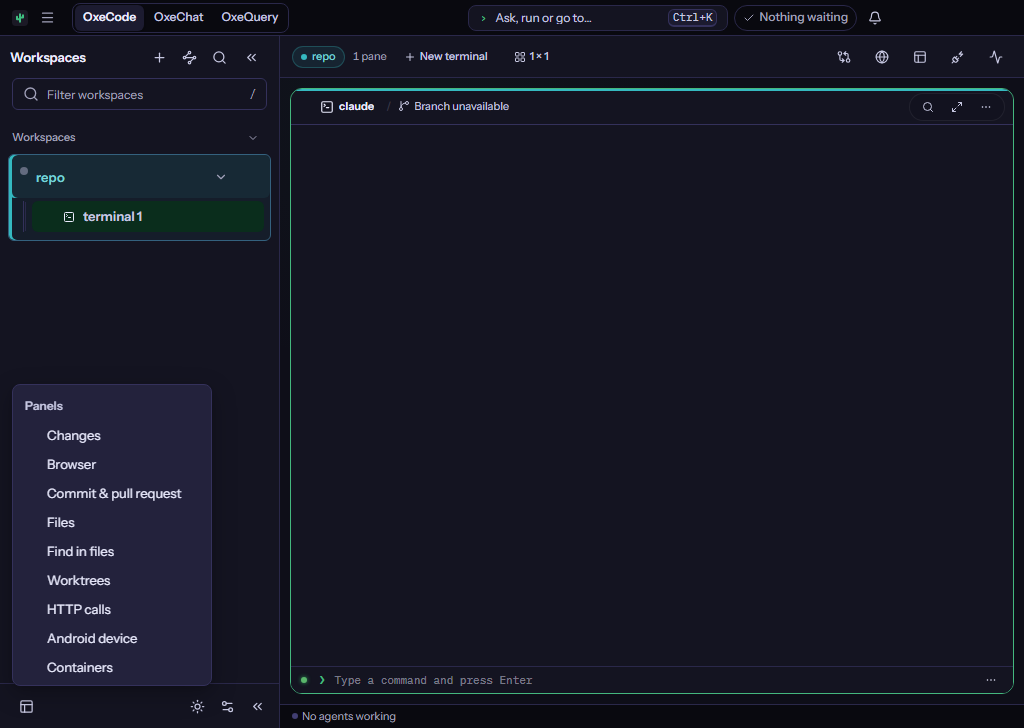 OxeCode OxeChat OxeQuery
Ask, run or go to... Ctrl+K
Nothing waiting
Workspaces
Filter workspaces /
Workspaces
repo
terminal 1
repo 1 pane New terminal 1×1
claude / Branch unavailable
Panels
Changes
Browser
Commit & pull request
Files
Find in files
Worktrees
HTTP calls
Android device
Containers
Type a command and press Enter
No agents working